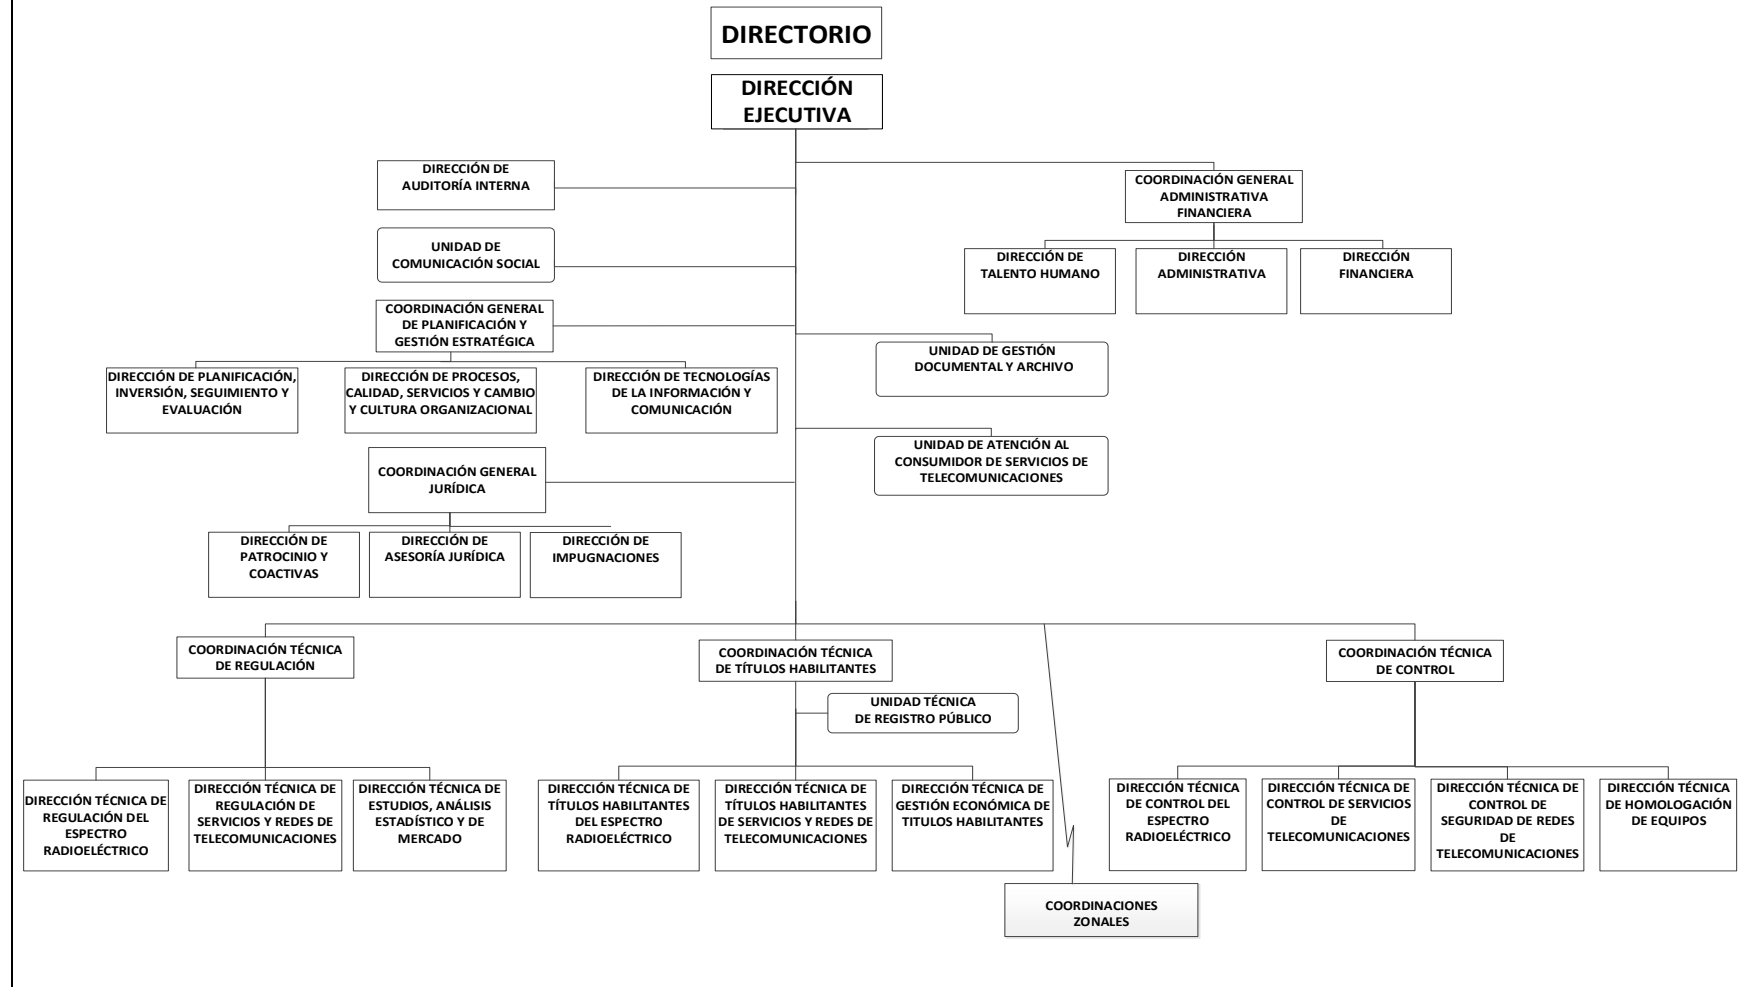 DIRECTORIO
DIRECCIÓN
EJECUTIVA
DIRECCIÓN DE
AUDITORÍA INTERNA
COORDINACIÓN GENERAL
ADMINISTRATIVA
FINANCIERA
UNIDAD DE
COMUNICACIÓN SOCIAL
DIRECCIÓN DE
TALENTO HUMANO
DIRECCIÓN
ADMINISTRATIVA
DIRECCIÓN
FINANCIERA
COORDINACIÓN GENERAL
DE PLANIFICACIÓN Y
GESTIÓN ESTRATÉGICA
UNIDAD DE GESTIÓN
DOCUMENTAL Y ARCHIVO
DIRECCIÓN DE PLANIFICACIÓN,
INVERSIÓN, SEGUIMIENTO Y
EVALUACIÓN
DIRECCIÓN DE PROCESOS,
CALIDAD, SERVICIOS Y CAMBIO
Y CULTURA ORGANIZACIONAL
DIRECCIÓN DE TECNOLOGÍAS
DE LA INFORMACIÓN Y
COMUNICACIÓN
UNIDAD DE ATENCIÓN AL
CONSUMIDOR DE SERVICIOS DE
TELECOMUNICACIONES
COORDINACIÓN GENERAL
JURÍDICA
DIRECCIÓN DE
PATROCINIO Y
COACTIVAS
DIRECCIÓN DE
ASESORÍA JURÍDICA
DIRECCIÓN DE
IMPUGNACIONES
COORDINACIÓN TÉCNICA
DE REGULACIÓN
COORDINACIÓN TÉCNICA
DE TÍTULOS HABILITANTES
COORDINACIÓN TÉCNICA
DE CONTROL
UNIDAD TÉCNICA
DE REGISTRO PÚBLICO
DIRECCIÓN TÉCNICA DE
REGULACIÓN DEL
ESPECTRO
RADIOELÉCTRICO
DIRECCIÓN TÉCNICA DE
REGULACIÓN DE
SERVICIOS Y REDES DE
TELECOMUNICACIONES
DIRECCIÓN TÉCNICA DE
ESTUDIOS, ANÁLISIS
ESTADÍSTICO Y DE
MERCADO
DIRECCIÓN TÉCNICA DE
TÍTULOS HABILITANTES
DEL ESPECTRO
RADIOELÉCTRICO
DIRECCIÓN TÉCNICA DE
TÍTULOS HABILITANTES
DE SERVICIOS Y REDES DE
TELECOMUNICACIONES
DIRECCIÓN TÉCNICA DE
GESTIÓN ECONÓMICA DE
TITULOS HABILITANTES
DIRECCIÓN TÉCNICA
DE CONTROL DEL
ESPECTRO
RADIOELÉCTRICO
DIRECCIÓN TÉCNICA DE
CONTROL DE SERVICIOS
DE
TELECOMUNICACIONES
DIRECCIÓN TÉCNICA DE
CONTROL DE
SEGURIDAD DE REDES
DE
TELECOMUNICACIONES
DIRECCIÓN TÉCNICA
DE HOMOLOGACIÓN
DE EQUIPOS
COORDINACIONES
ZONALES